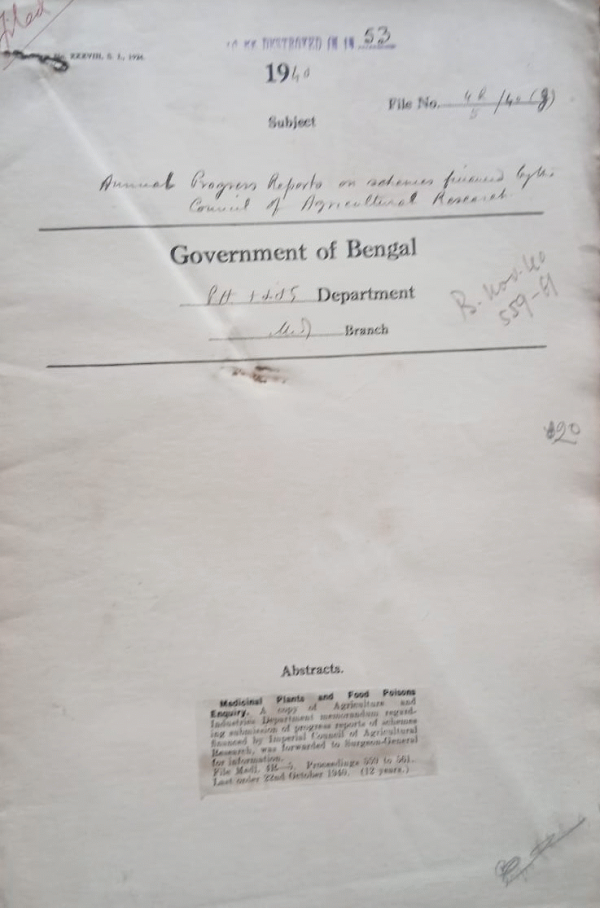 Filed
XXXVIII, S. I., 1936.
TO BE DESTROYED IN IN 53
1940
File No. 4R/5/40 (g)
Subject
Annual Progress Reports on schemes financed by the
Council of Agricultural Research.
Government of Bengal
Department
Branch
B. Nov. 40
559-61
20
Abstracts.
Medicinal Plants and Food Poisons
Enquiry. A copy of Agriculture and
Industries Department memorandum regard-
ing submission of progress reports of schemes
financed by Imperial Council of Agricultural
Research, was forwarded to Surgeon-General
for information.
File Medl. 4R—5. Proceedings 559 to 561.
Last order 22nd October 1940. (12 years.)